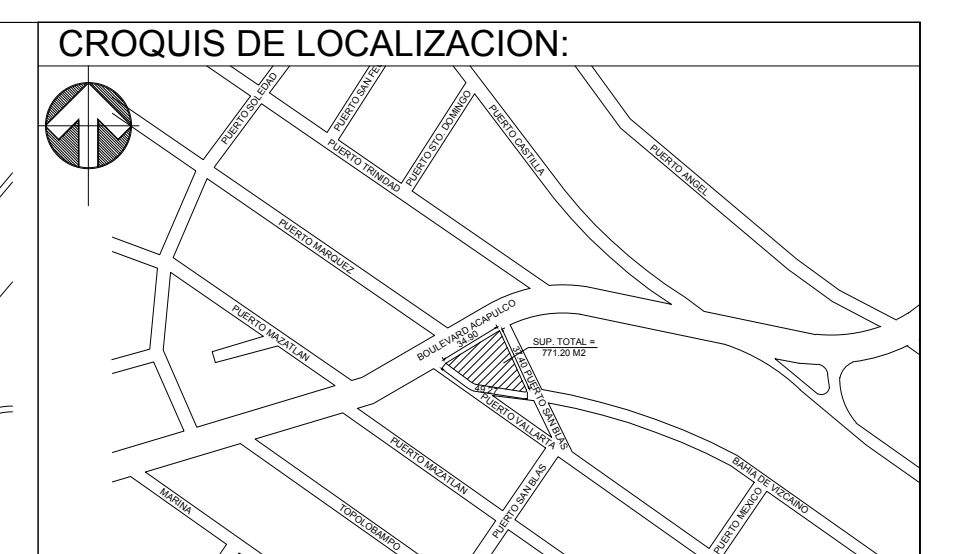 CROQUIS DE LOCALIZACION:
PUERTO SOLEDAD
PUERTO SAN FE
PUERTO STO. DOMINGO
PUERTO CASTILLA
PUERTO TRINIDAD
PUERTO ANGEL
PUERTO MARQUEZ
PUERTO MAZATLAN
BOULEVARD ACAPULCO
34.90
SUP. TOTAL =
771.20 M2
PUERTO SAN BLAS
PUERTO VALLARTA
PUERTO MAZATLAN
PUERTO SAN BLAS
BAHIA DE VIZCAINO
PUERTO MEXICO
MARINA
TOPOLOBAMPO